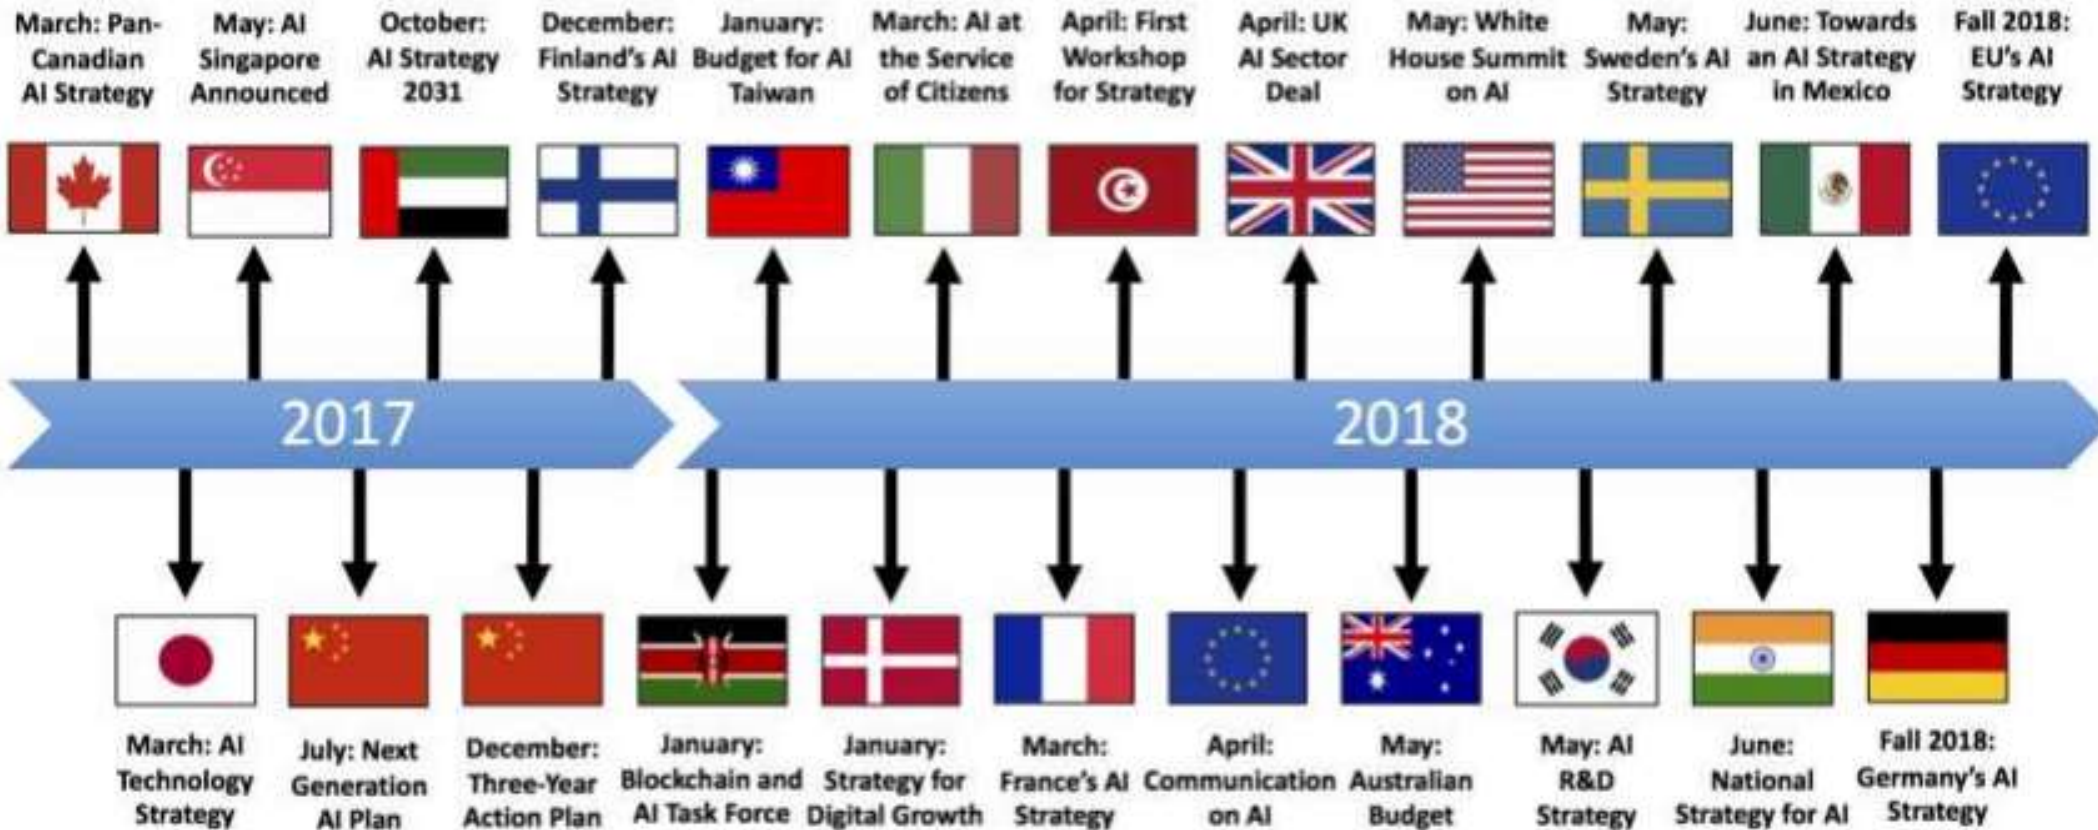 March: Pan-
Canadian
AI Strategy
May: AI
Singapore
Announced
October:
AI Strategy
2031
December:
Finland's AI
Strategy
January:
Budget for AI
Taiwan
March: AI at
the Service
of Citizens
April: First
Workshop
for Strategy
April: UK
AI Sector
Deal
May: White
House Summit
on AI
May:
Sweden's AI
Strategy
June: Towards
an AI Strategy
in Mexico
Fall 2018:
EU's AI
Strategy
2017
2018
March: AI
Technology
Strategy
July: Next
Generation
AI Plan
December:
Three-Year
Action Plan
January:
Blockchain and
AI Task Force
January:
Strategy for
Digital Growth
March:
France's AI
Strategy
April:
Communication
on AI
May:
Australian
Budget
May: AI
R&D
Strategy
June:
National
Strategy for AI
Fall 2018:
Germany's AI
Strategy